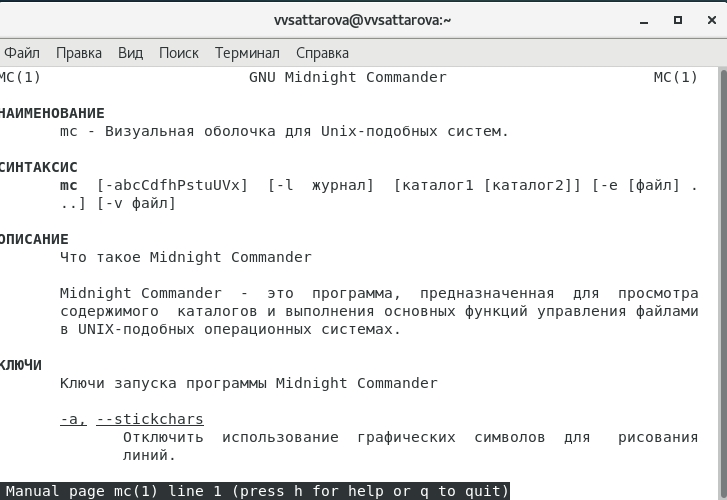 vvsattarova@vvsattarova:~
Файл Правка Вид Поиск Терминал Справка
MC(1) GNU Midnight Commander MC(1)
НАИМЕНОВАНИЕ
mc - Визуальная оболочка для Unix-подобных систем.
СИНТАКСИС
mc [-abcCdfhPstuUVx] [-l журнал] [каталог1 [каталог2]] [-e [файл] .
..] [-v файл]
ОПИСАНИЕ
Что такое Midnight Commander
Midnight Commander - это программа, предназначенная для просмотра
содержимого каталогов и выполнения основных функций управления файлами
в UNIX-подобных операционных системах.
КЛЮЧИ
Ключи запуска программы Midnight Commander
-a, --stickchars
Отключить использование графических символов для рисования
линий.
Manual page mc(1) line 1 (press h for help or q to quit)